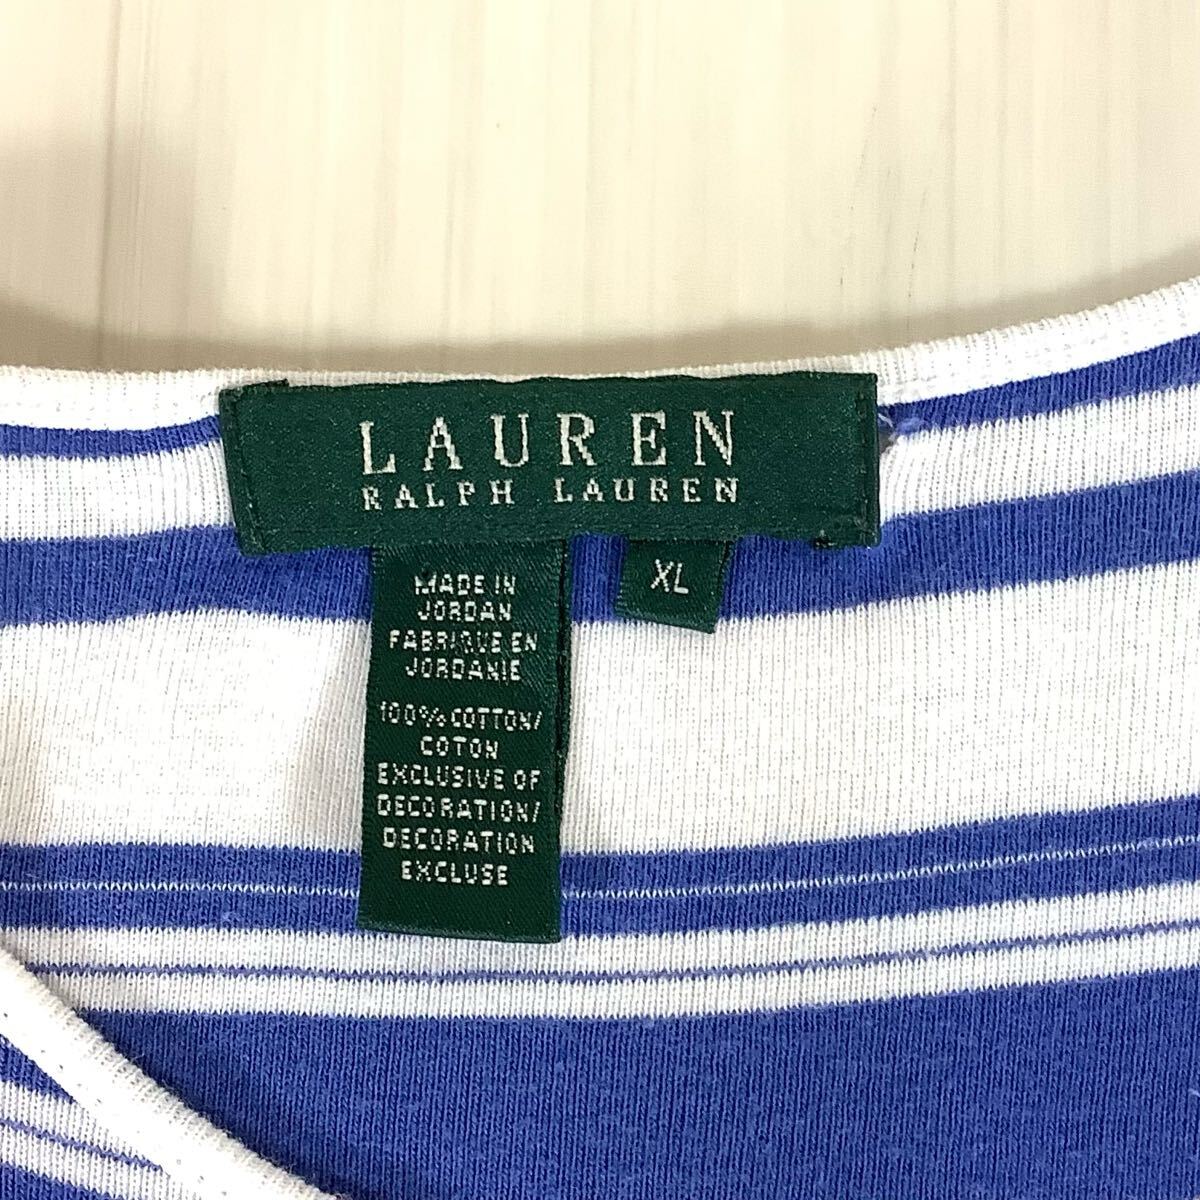 LAUREN
RALPH LAUREN
XL
MADE IN
JORDAN
FABRIQUE EN
JORDANIE
100% COTTON/
COTON
EXCLUSIVE OF
DECORATION/
DECORATION
EXCLUSE